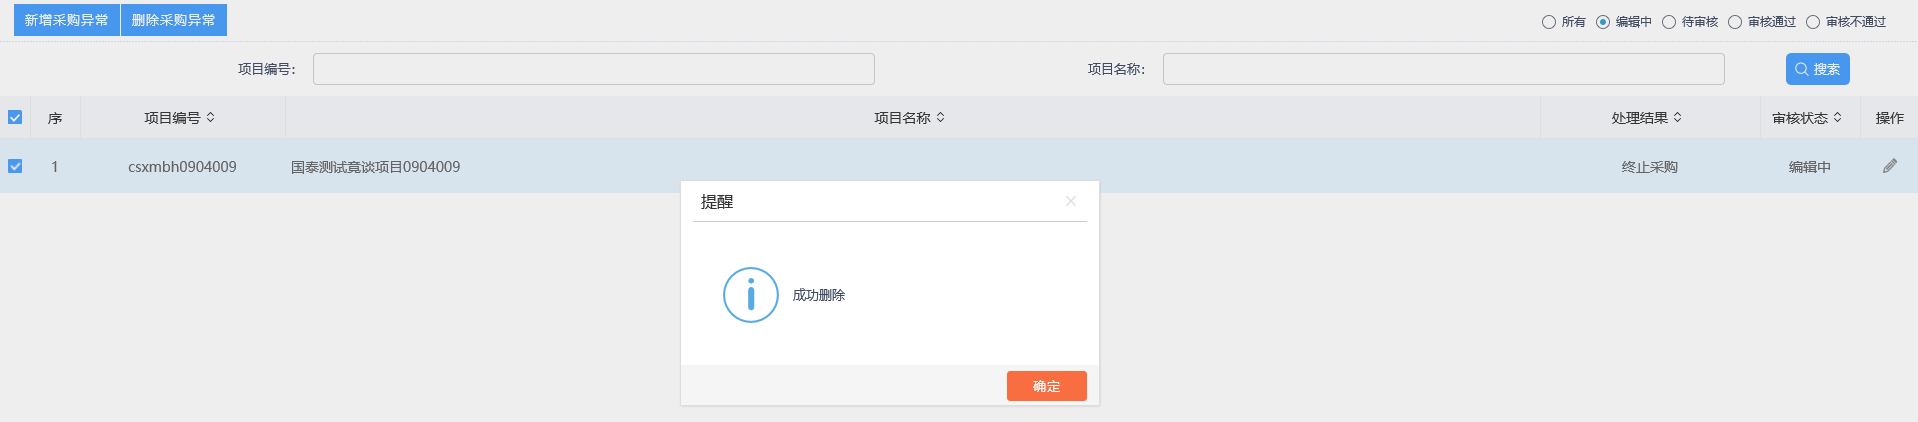 新增采购异常 删除采购异常 所有 编辑中 待审核 审核通过 审核不通过
项目编号： 项目名称： 搜索
序 项目编号 项目名称 处理结果 审核状态 操作
1 csxmbh0904009 国泰测试竟谈项目0904009 终止采购 编辑中
提醒
成功删除
确定